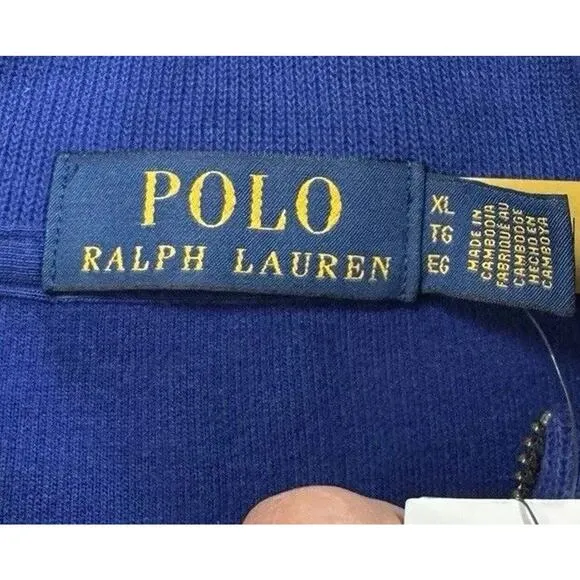 POLO
RALPH LAUREN
XL
TG
EG
MADE IN
CAMBODIA
FABRIQUÉ AU
CAMBODGE
HECHO EN
CAMBOYA